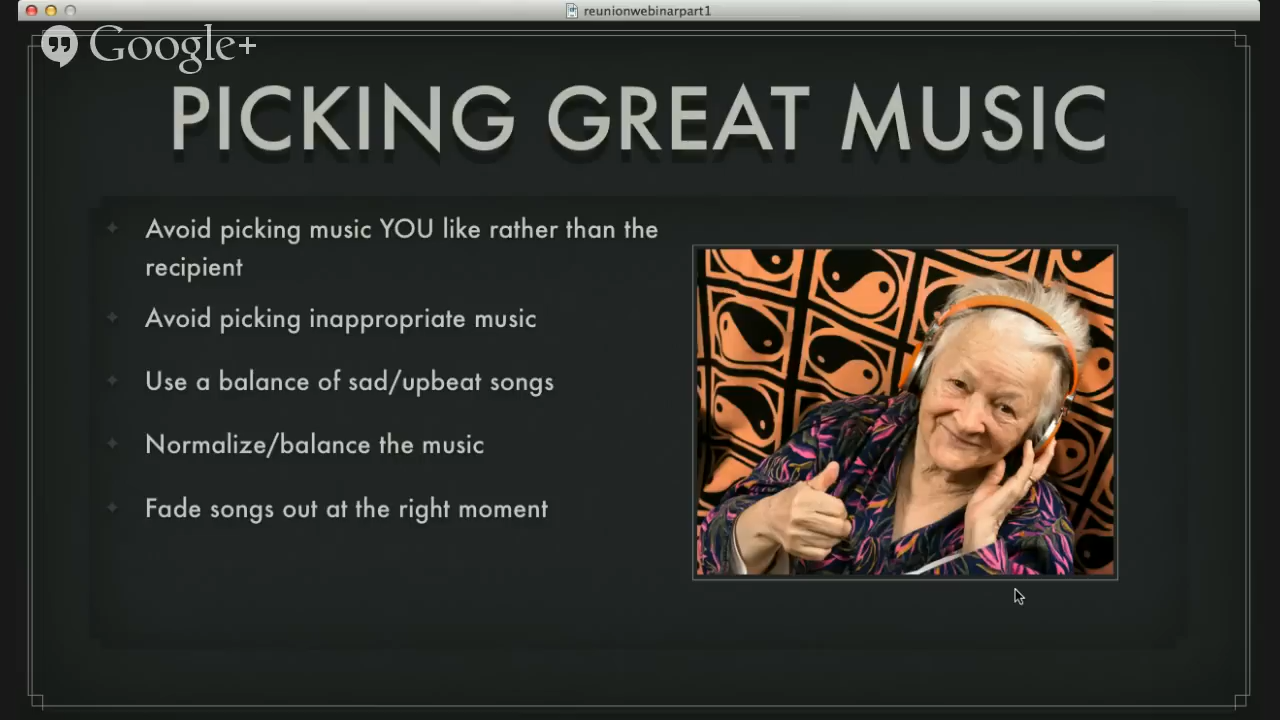 reunionwebinarpart1
Google+
PICKING GREAT MUSIC
Avoid picking music YOU like rather than the
recipient
Avoid picking inappropriate music
Use a balance of sad/upbeat songs
Normalize/balance the music
Fade songs out at the right moment